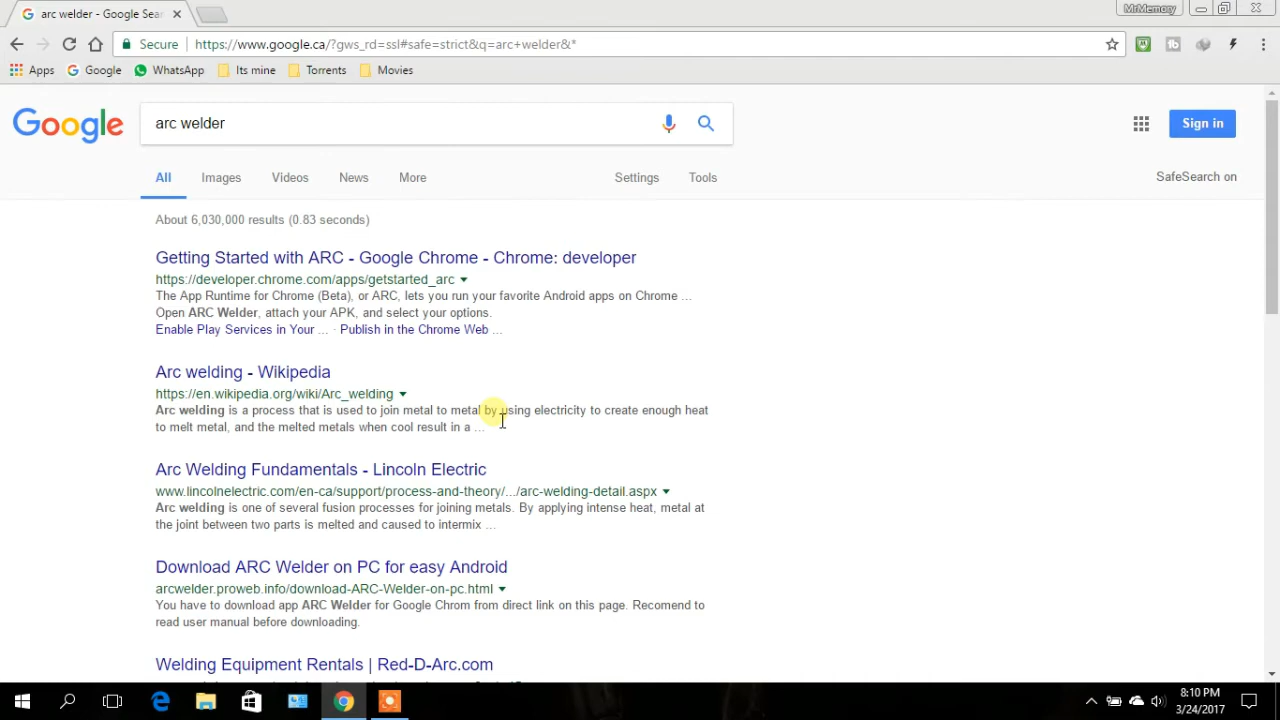 arc welder - Google Sear
MrMemory
Secure
https://www.google.ca/?gws_rd=ssl#safe=strict&q=arc+welder&*
Apps Google WhatsApp Its mine Torrents Movies
Google
arc welder
Sign in
All Images Videos News More Settings Tools
SafeSearch on
About 6,030,000 results (0.83 seconds)
Getting Started with ARC - Google Chrome - Chrome: developer
https://developer.chrome.com/apps/getstarted_arc
The App Runtime for Chrome (Beta), or ARC, lets you run your favorite Android apps on Chrome ...
Open ARC Welder, attach your APK, and select your options.
Enable Play Services in Your ... · Publish in the Chrome Web ...
Arc welding - Wikipedia
https://en.wikipedia.org/wiki/Arc_welding
Arc welding is a process that is used to join metal to metal by using electricity to create enough heat
to melt metal, and the melted metals when cool result in a ...
Arc Welding Fundamentals - Lincoln Electric
www.lincolnelectric.com/en-ca/support/process-and-theory/.../arc-welding-detail.aspx
Arc welding is one of several fusion processes for joining metals. By applying intense heat, metal at
the joint between two parts is melted and caused to intermix ...
Download ARC Welder on PC for easy Android
arcwelder.proweb.info/download-ARC-Welder-on-pc.html
You have to download app ARC Welder for Google Chrom from direct link on this page. Recomend to
read user manual before downloading.
Welding Equipment Rentals | Red-D-Arc.com
8:10 PM
3/24/2017